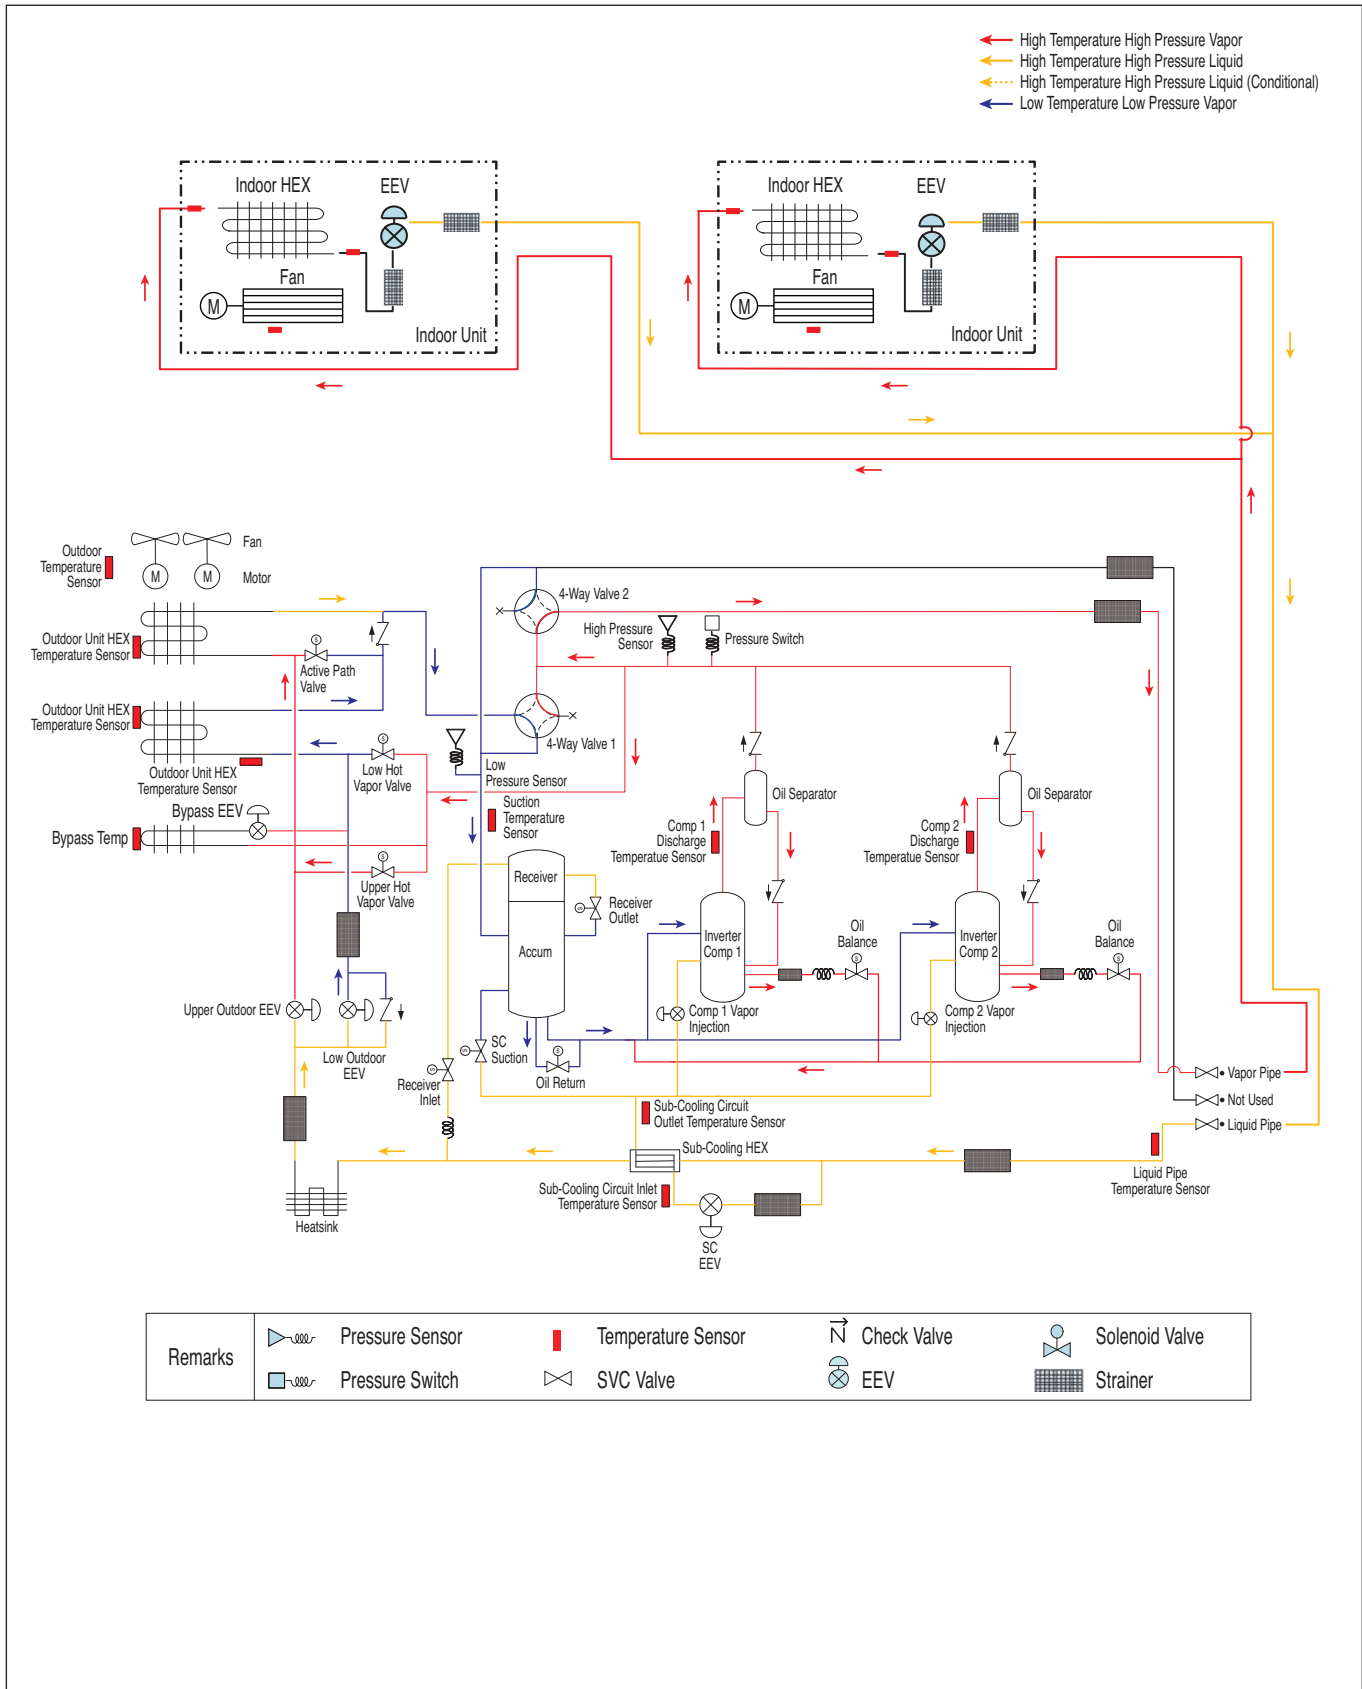 High Temperature High Pressure Vapor
High Temperature High Pressure Liquid
High Temperature High Pressure Liquid (Conditional)
Low Temperature Low Pressure Vapor
Indoor HEX
EEV
Fan
M
Indoor Unit
Indoor HEX
EEV
Fan
M
Indoor Unit
Outdoor
Temperature
Sensor
Fan
M
M
Motor
Outdoor Unit HEX
Temperature Sensor
S
Active Path
Valve
Outdoor Unit HEX
Temperature Sensor
Outdoor Unit HEX
Temperature Sensor
S
Low Hot
Vapor Valve
Bypass EEV
Bypass Temp
S
Upper Hot
Vapor Valve
4-Way Valve 2
High Pressure
Sensor
Pressure Switch
4-Way Valve 1
Low
Pressure Sensor
Suction
Temperature
Sensor
Oil Separator
Oil Separator
Comp 1
Discharge
Temperatue Sensor
Comp 2
Discharge
Temperatue Sensor
Receiver
Accum
S
Receiver
Outlet
Inverter
Comp 1
Oil
Balance
S
Inverter
Comp 2
Oil
Balance
S
Upper Outdoor EEV
Low Outdoor
EEV
Comp 1 Vapor
Injection
Comp 2 Vapor
Injection
S
SC
Suction
S
Oil Return
S
Receiver
Inlet
Vapor Pipe
Not Used
Liquid Pipe
Sub-Cooling Circuit
Outlet Temperature Sensor
Sub-Cooling HEX
Sub-Cooling Circuit Inlet
Temperature Sensor
Liquid Pipe
Temperature Sensor
Heatsink
SC
EEV
Remarks
Pressure Sensor
Temperature Sensor
Check Valve
Solenoid Valve
Pressure Switch
SVC Valve
EEV
Strainer